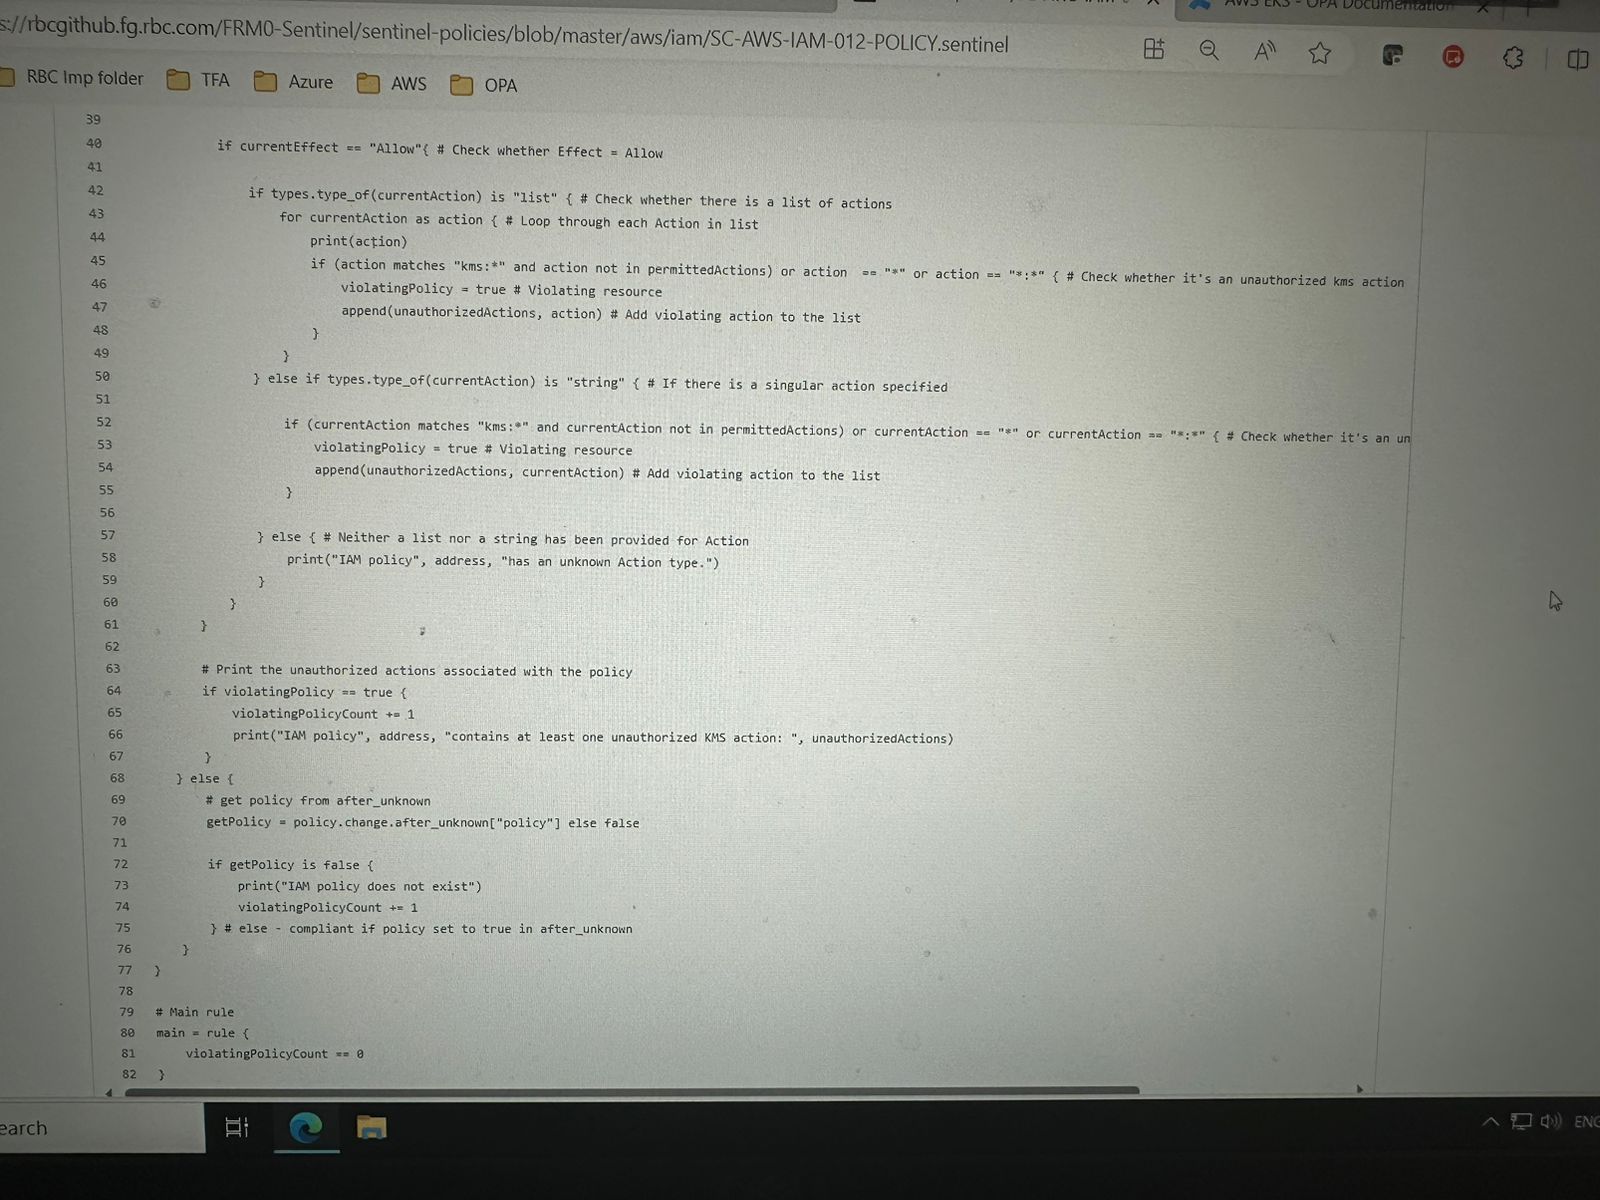 AWS EKS - OPA Documentation
s://rbcgithub.fg.rbc.com/FRM0-Sentinel/sentinel-policies/blob/master/aws/iam/SC-AWS-IAM-012-POLICY.sentinel
RBC Imp folder TFA Azure AWS OPA
39
40 if currentEffect == "Allow"{ # Check whether Effect = Allow
41
42 if types.type_of(currentAction) is "list" { # Check whether there is a list of actions
43 for currentAction as action { # Loop through each Action in list
44 print(action)
45 if (action matches "kms:*" and action not in permittedActions) or action == "*" or action == "*:*" { # Check whether it's an unauthorized kms action
46 violatingPolicy = true # Violating resource
47 append(unauthorizedActions, action) # Add violating action to the list
48 }
49 }
50 } else if types.type_of(currentAction) is "string" { # If there is a singular action specified
51
52 if (currentAction matches "kms:*" and currentAction not in permittedActions) or currentAction == "*" or currentAction == "*:*" { # Check whether it's an un
53 violatingPolicy = true # Violating resource
54 append(unauthorizedActions, currentAction) # Add violating action to the list
55 }
56
57 } else { # Neither a list nor a string has been provided for Action
58 print("IAM policy", address, "has an unknown Action type.")
59 }
60 }
61 }
62
63 # Print the unauthorized actions associated with the policy
64 if violatingPolicy == true {
65 violatingPolicyCount += 1
66 print("IAM policy", address, "contains at least one unauthorized KMS action: ", unauthorizedActions)
67 }
68 } else {
69 # get policy from after_unknown
70 getPolicy = policy.change.after_unknown["policy"] else false
71
72 if getPolicy is false {
73 print("IAM policy does not exist")
74 violatingPolicyCount += 1
75 } # else - compliant if policy set to true in after_unknown
76 }
77 }
78
79 # Main rule
80 main = rule {
81 violatingPolicyCount == 0
82 }
earch
ENG